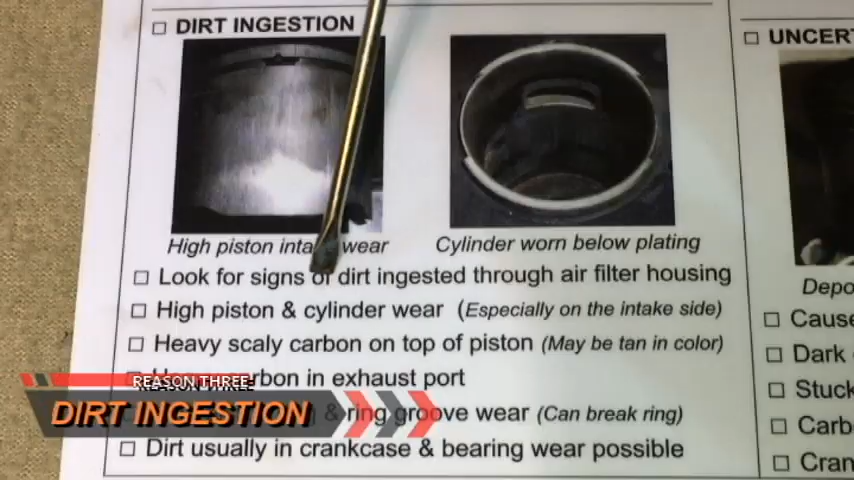 DIRT INGESTION
High piston intake wear
Cylinder worn below plating
Look for signs of dirt ingested through air filter housing
High piston & cylinder wear (Especially on the intake side)
Heavy scaly carbon on top of piston (May be tan in color)
carbon in exhaust port
& ring groove wear (Can break ring)
Dirt usually in crankcase & bearing wear possible
UNCERT
Depo
Cause
Dark
Stuck
Carb
Cran
REASON THREE:
DIRT INGESTION